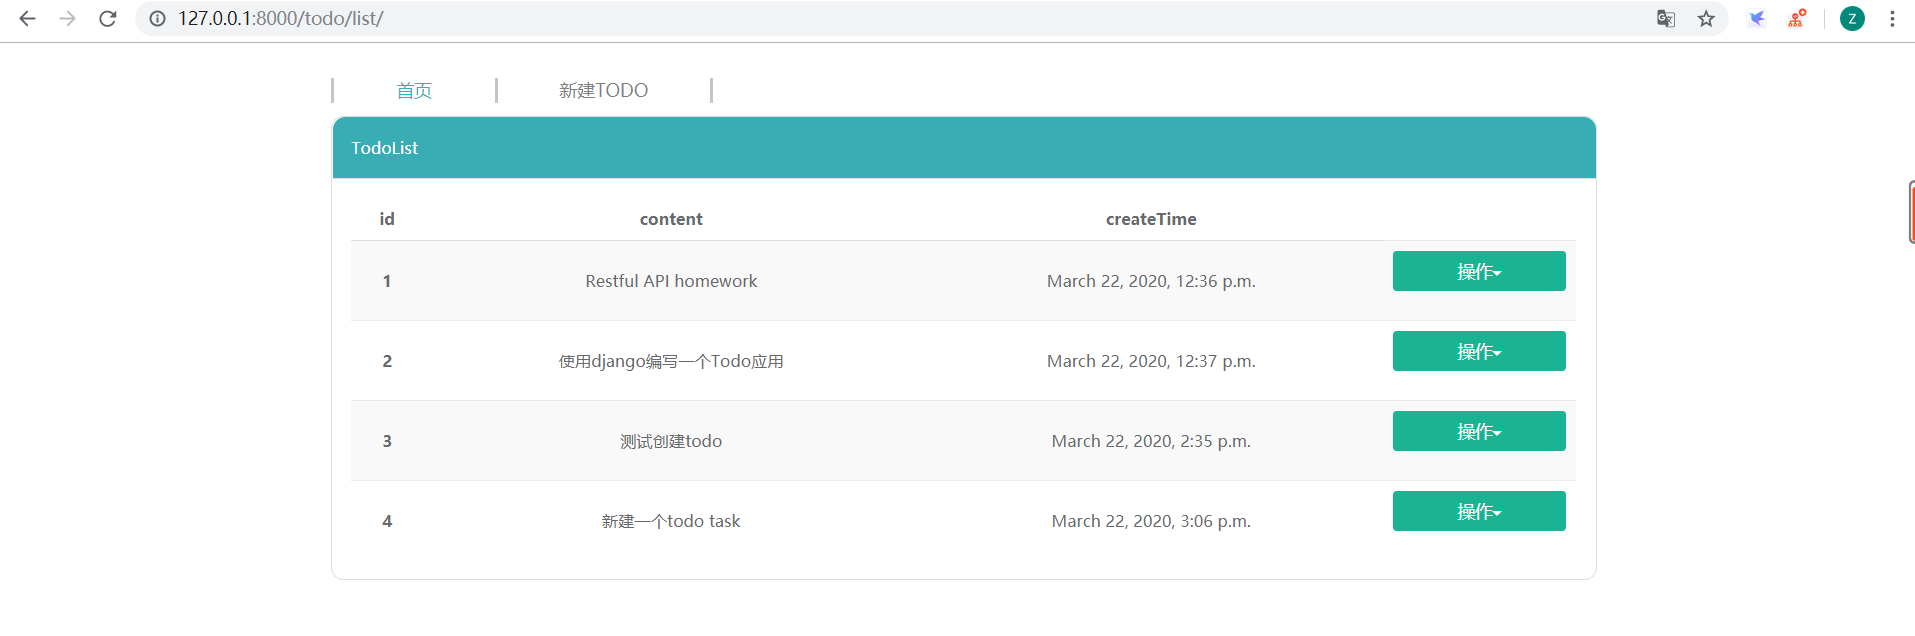 127.0.0.1:8000/todo/list/
Z
首页 新建TODO
TodoList
id content createTime
1 Restful API homework March 22, 2020, 12:36 p.m. 操作
2 使用django编写一个Todo应用 March 22, 2020, 12:37 p.m. 操作
3 测试创建todo March 22, 2020, 2:35 p.m. 操作
4 新建一个todo task March 22, 2020, 3:06 p.m. 操作